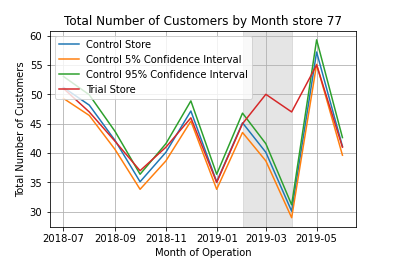 Total Number of Customers by Month store 77
Total Number of Customers
60
55
50
45
40
35
30
Control Store
Control 5% Confidence Interval
Control 95% Confidence Interval
Trial Store
2018-07 2018-09 2018-11 2019-01 2019-03 2019-05
Month of Operation